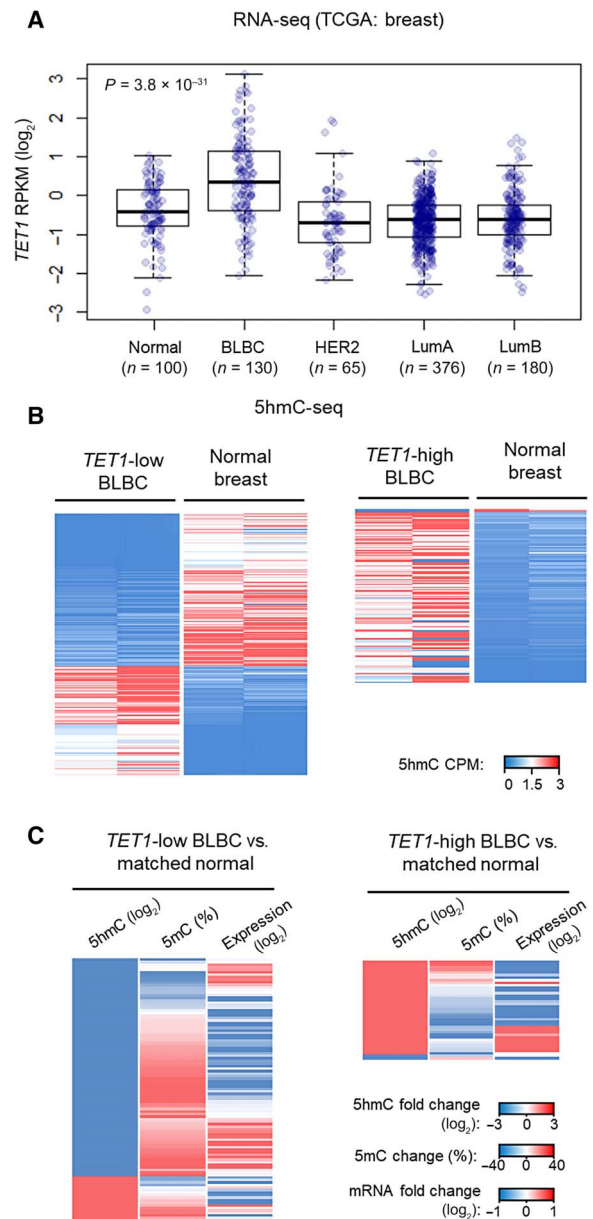 A
RNA-seq (TCGA: breast)
P = 3.8 × 10⁻³¹
TET1 RPKM (log₂)
3
2
1
0
−1
−2
−3
Normal
(n = 100)
BLBC
(n = 130)
HER2
(n = 65)
LumA
(n = 376)
LumB
(n = 180)
B
5hmC-seq
TET1-low
BLBC
Normal
breast
TET1-high
BLBC
Normal
breast
5hmC CPM:
0 1.5 3
C
TET1-low BLBC vs.
matched normal
5hmC (log₂)
5mC (%)
Expression
(log₂)
TET1-high BLBC vs.
matched normal
5hmC (log₂)
5mC (%)
Expression
(log₂)
5hmC fold change
(log₂):
−3 0 3
5mC change (%):
−40 0 40
mRNA fold change
(log₂):
−1 0 1